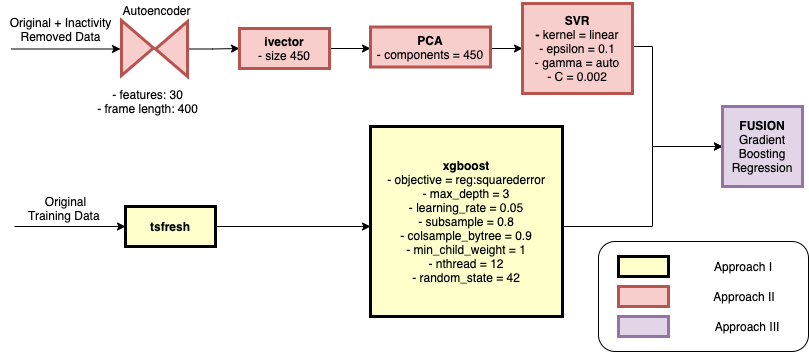 Autoencoder
Original + Inactivity
Removed Data
- features: 30
- frame length: 400
ivector
- size 450
PCA
- components = 450
SVR
- kernel = linear
- epsilon = 0.1
- gamma = auto
- C = 0.002
FUSION
Gradient
Boosting
Regression
Original
Training Data
tsfresh
xgboost
- objective = reg:squarederror
- max_depth = 3
- learning_rate = 0.05
- subsample = 0.8
- colsample_bytree = 0.9
- min_child_weight = 1
- nthread = 12
- random_state = 42
Approach I
Approach II
Approach III